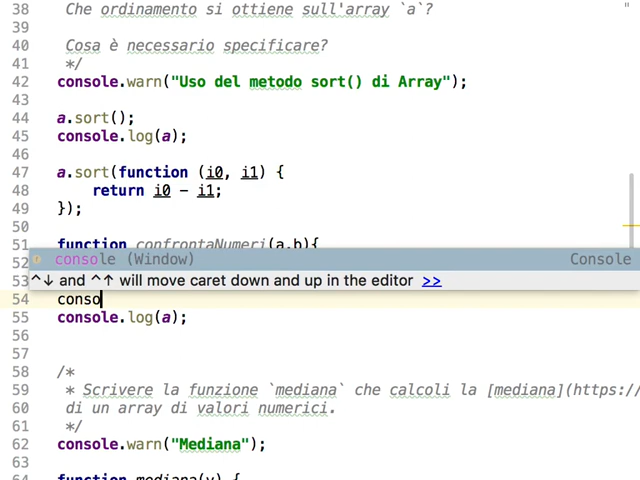 38 Che ordinamento si ottiene sull'array `a`?
39
40 Cosa è necessario specificare?
41 */
42 console.warn("Uso del metodo sort() di Array");
43
44 a.sort();
45 console.log(a);
46
47 a.sort(function (i0, i1) {
48 return i0 - i1;
49 });
50
51 function confrontaNumeri(a,b){
52 console (Window) Console
53 ^↓ and ^↑ will move caret down and up in the editor >>
54 conso
55 console.log(a);
56
57
58 /*
59 * Scrivere la funzione `mediana` che calcoli la [mediana](https:/
60 di un array di valori numerici.
61 */
62 console.warn("Mediana");
63
64 function mediana(v) {